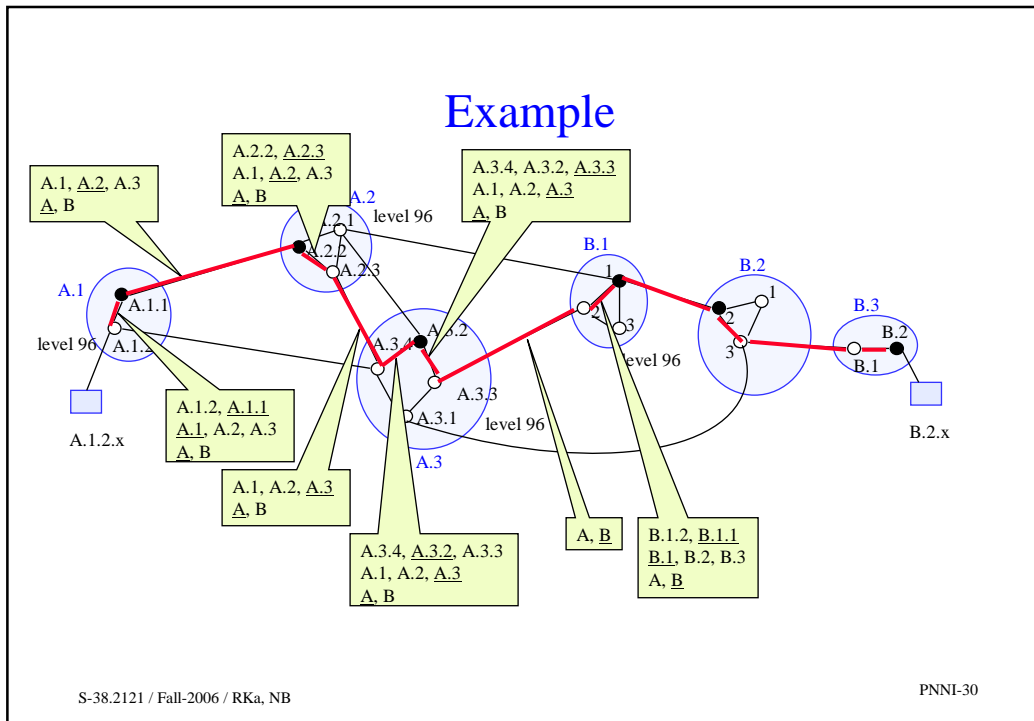 Example
A.2.2, A.2.3
A.1, A.2, A.3
A, B
A.3.4, A.3.2, A.3.3
A.1, A.2, A.3
A, B
A.1, A.2, A.3
A, B
A.2
level 96
A.2.1
A.2.2
A.2.3
B.1
1
2
3
level 96
B.2
1
2
3
B.3
B.2
B.1
A.1
A.1.1
A.1.2
level 96
A.3.2
A.3.4
A.3.3
A.3.1
level 96
A.3
A.1.2.x
B.2.x
A.1.2, A.1.1
A.1, A.2, A.3
A, B
A.1, A.2, A.3
A, B
A.3.4, A.3.2, A.3.3
A.1, A.2, A.3
A, B
A, B
B.1.2, B.1.1
B.1, B.2, B.3
A, B
S-38.2121 / Fall-2006 / RKa, NB
PNNI-30